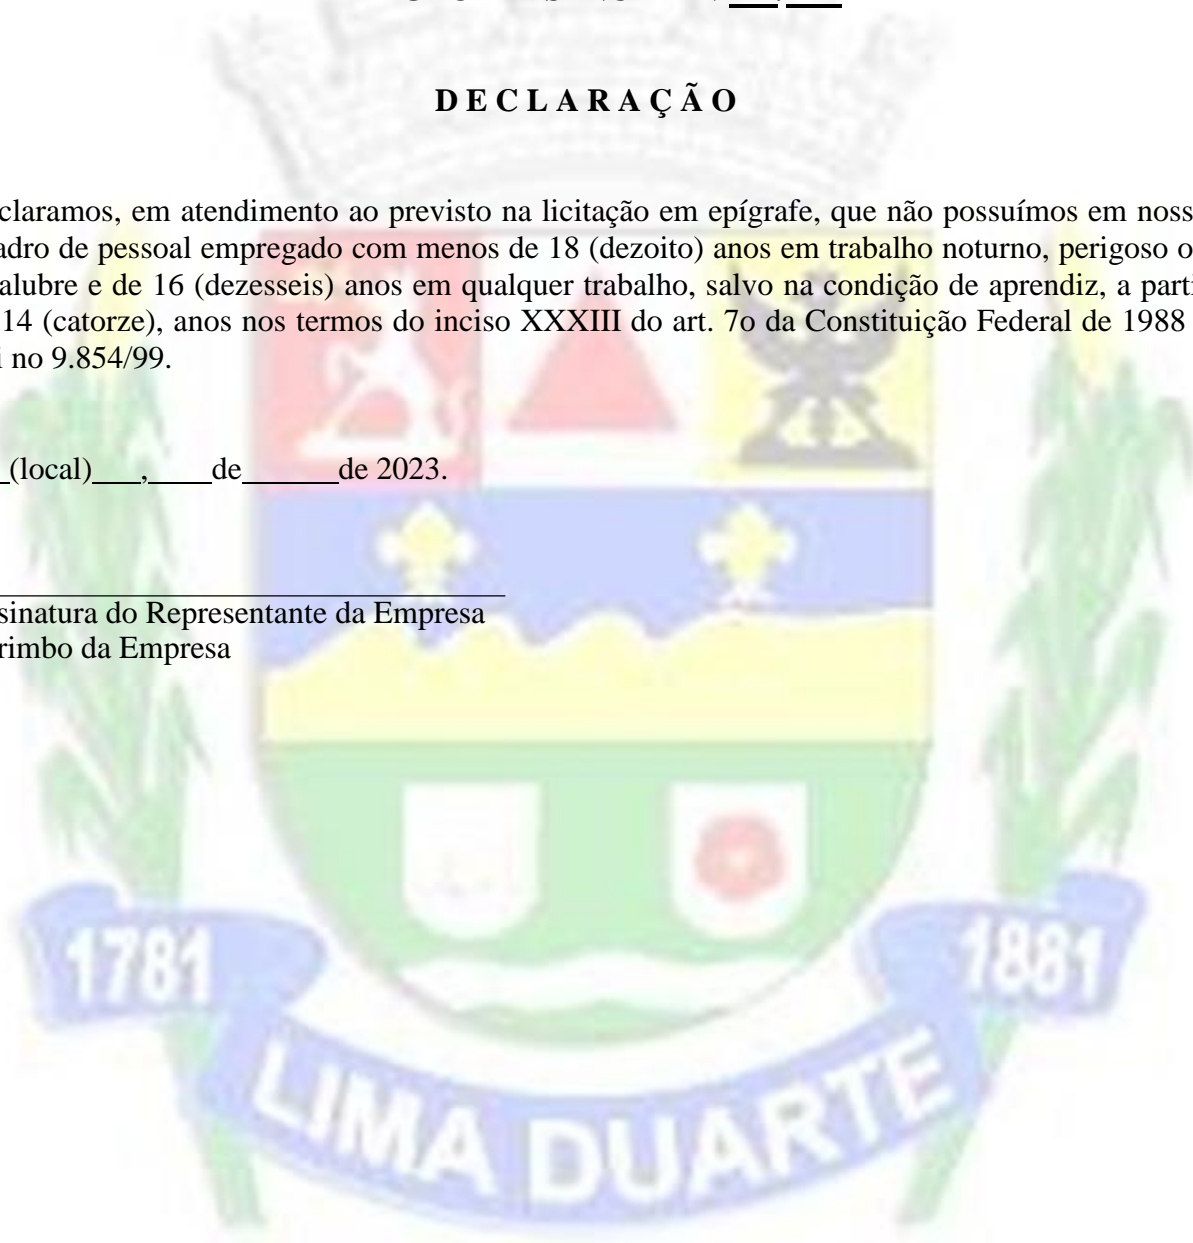 D E C L A R A Ç Ã O
claramos, em atendimento ao previsto na licitação em epígrafe, que não possuímos em noss
adro de pessoal empregado com menos de 18 (dezoito) anos em trabalho noturno, perigoso o
alubre e de 16 (dezesseis) anos em qualquer trabalho, salvo na condição de aprendiz, a parti
14 (catorze), anos nos termos do inciso XXXIII do art. 7o da Constituição Federal de 1988
i no 9.854/99.
_(local)___,____de______de 2023.
sinatura do Representante da Empresa
rimbo da Empresa
1781
1881
LIMA DUARTE